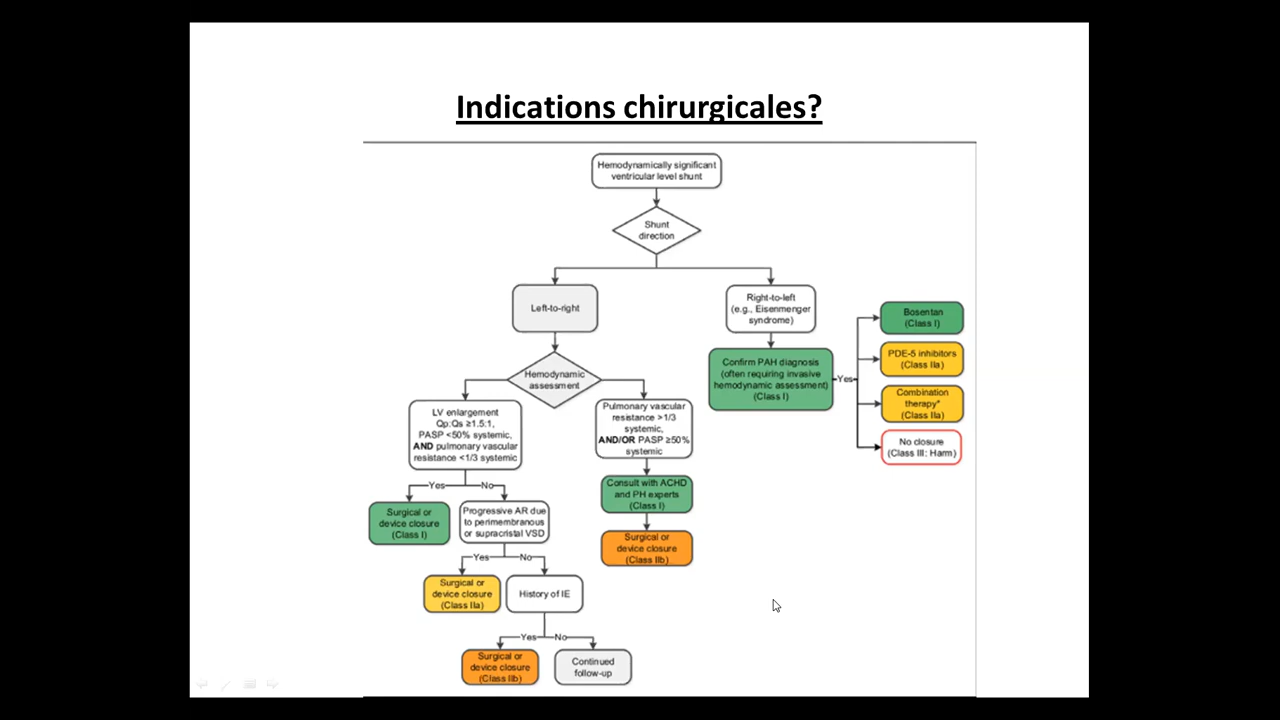 Indications chirurgicales?
Hemodynamically significant
ventricular level shunt
Shunt
direction
Left-to-right
Right-to-left
(e.g., Eisenmenger
syndrome)
Hemodynamic
assessment
Confirm PAH diagnosis
(often requiring invasive
hemodynamic assessment)
(Class I)
Yes
Bosentan
(Class I)
PDE-5 inhibitors
(Class IIa)
Combination
therapy*
(Class IIa)
No closure
(Class III: Harm)
LV enlargement
Qp:Qs ≥1.5:1,
PASP <50% systemic,
AND pulmonary vascular
resistance <1/3 systemic
Pulmonary vascular
resistance >1/3
systemic,
AND/OR PASP ≥50%
systemic
Yes
No
Surgical or
device closure
(Class I)
Progressive AR due
to perimembranous
or supracristal VSD
Consult with ACHD
and PH experts
(Class I)
Surgical or
device closure
(Class IIb)
Yes
No
Surgical or
device closure
(Class IIa)
History of IE
Yes
No
Surgical or
device closure
(Class IIb)
Continued
follow-up